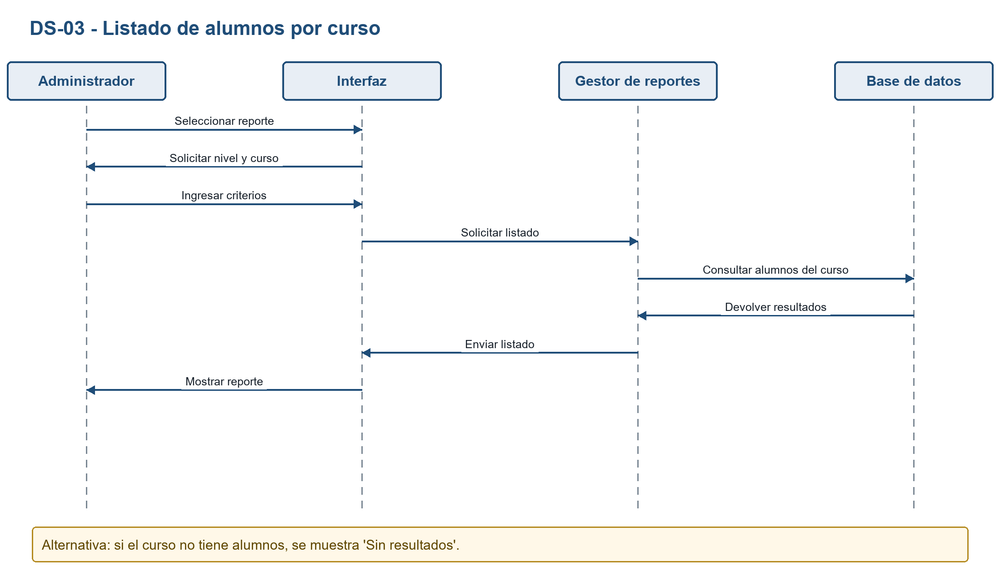 DS-03 - Listado de alumnos por curso
Administrador
Interfaz
Gestor de reportes
Base de datos
Seleccionar reporte
Solicitar nivel y curso
Ingresar criterios
Solicitar listado
Consultar alumnos del curso
Devolver resultados
Enviar listado
Mostrar reporte
Alternativa: si el curso no tiene alumnos, se muestra 'Sin resultados'.